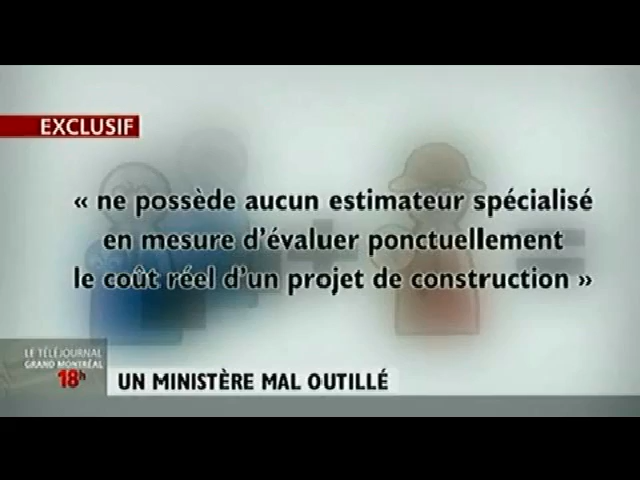 EXCLUSIF
« ne possède aucun estimateur spécialisé
en mesure d'évaluer ponctuellement
le coût réel d'un projet de construction »
LE TÉLÉJOURNAL
GRAND MONTRÉAL
18h
UN MINISTÈRE MAL OUTILLÉ